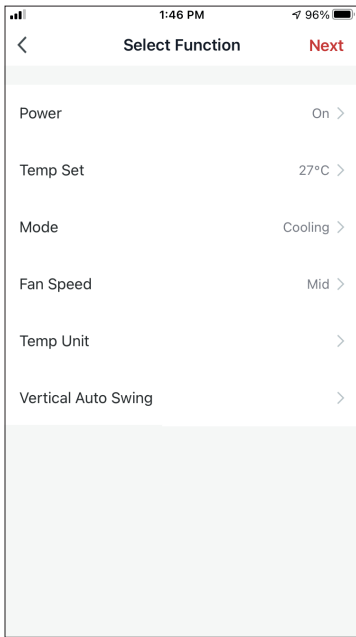 1:46 PM 96%
Select Function Next
Power On
Temp Set 27°C
Mode Cooling
Fan Speed Mid
Temp Unit
Vertical Auto Swing